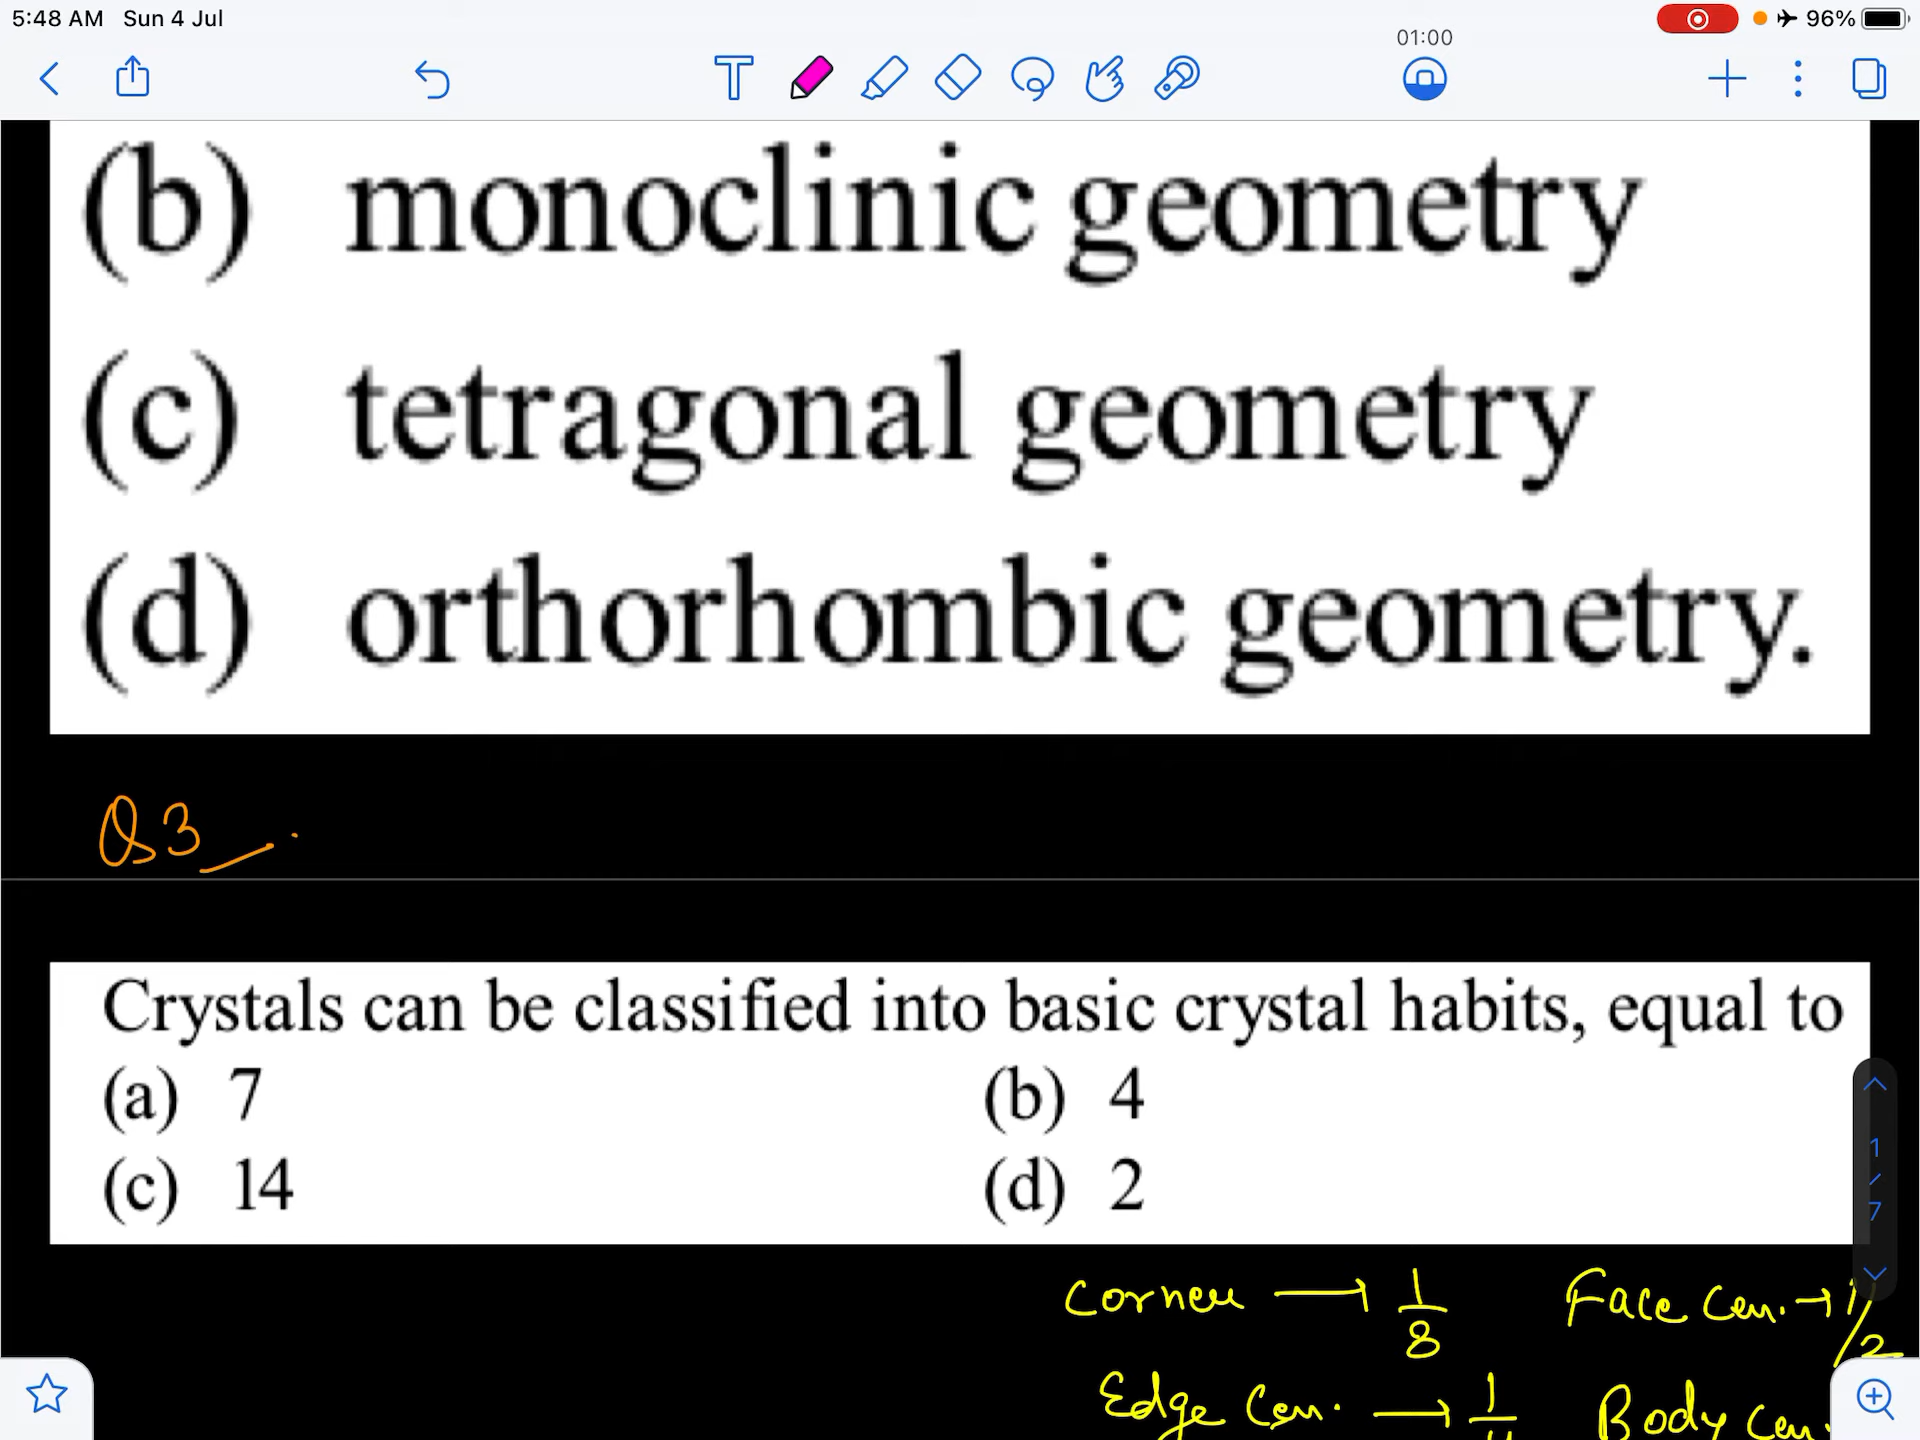 5:48 AM Sun 4 Jul
96%
01:00
(b) monoclinic geometry
(c) tetragonal geometry
(d) orthorhombic geometry.
Q3
Crystals can be classified into basic crystal habits, equal to
(a) 7 (b) 4
(c) 14 (d) 2
1
/
7
Corner → 1/8 Face Cen. → 1/2
Edge Cen. → Body Cen.